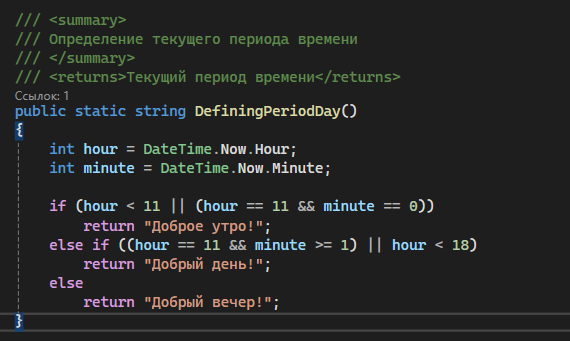 /// <summary>
/// Определение текущего периода времени
/// </summary>
/// <returns>Текущий период времени</returns>
Ссылок: 1
public static string DefiningPeriodDay()
{
    int hour = DateTime.Now.Hour;
    int minute = DateTime.Now.Minute;

    if (hour < 11 || (hour == 11 && minute == 0))
        return "Доброе утро!";
    else if ((hour == 11 && minute >= 1) || hour < 18)
        return "Добрый день!";
    else
        return "Добрый вечер!";
}